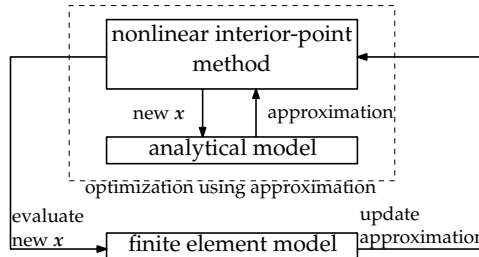 nonlinear interior-point
method
new x
approximation
analytical model
optimization using approximation
evaluate
new x
update
approximation
finite element model